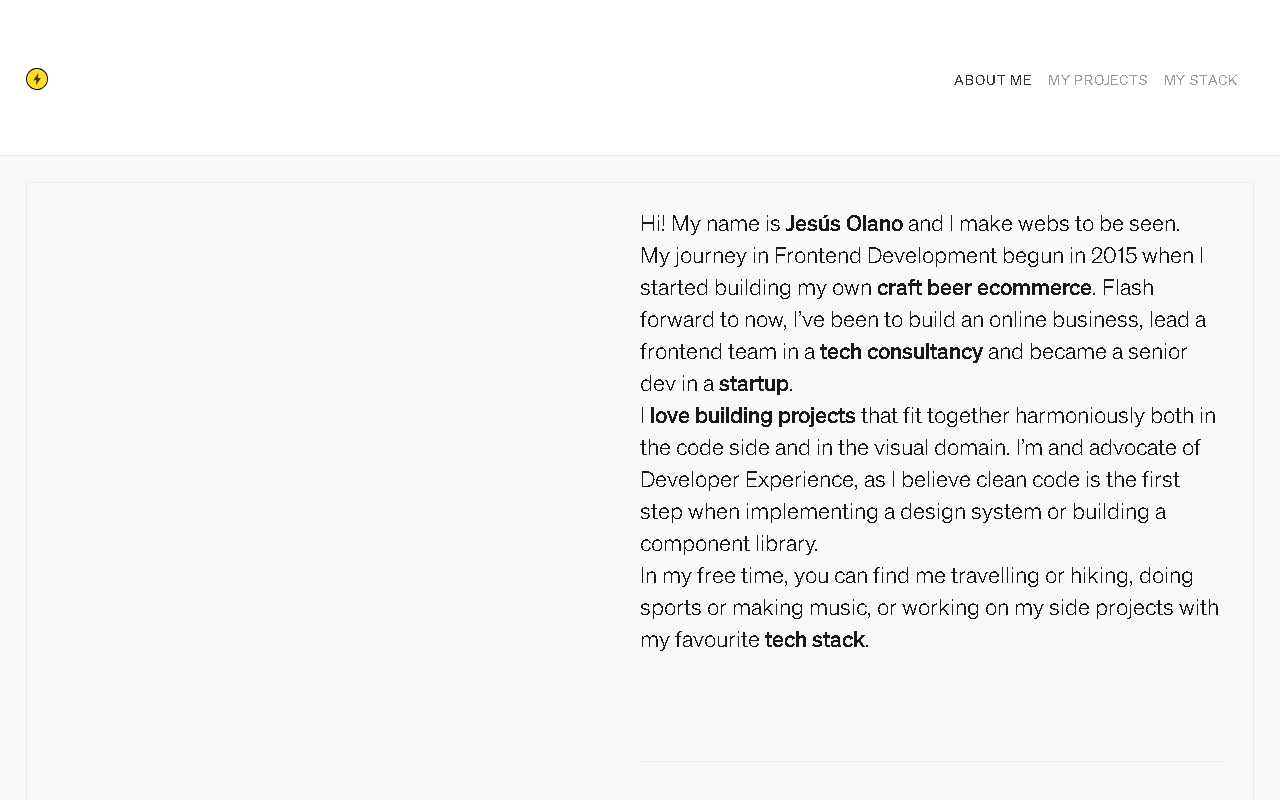 ABOUT ME MY PROJECTS MY STACK
Hi! My name is Jesús Olano and I make webs to be seen.
My journey in Frontend Development begun in 2015 when I
started building my own craft beer ecommerce. Flash
forward to now, I've been to build an online business, lead a
frontend team in a tech consultancy and became a senior
dev in a startup.
I love building projects that fit together harmoniously both in
the code side and in the visual domain. I'm and advocate of
Developer Experience, as I believe clean code is the first
step when implementing a design system or building a
component library.
In my free time, you can find me travelling or hiking, doing
sports or making music, or working on my side projects with
my favourite tech stack.